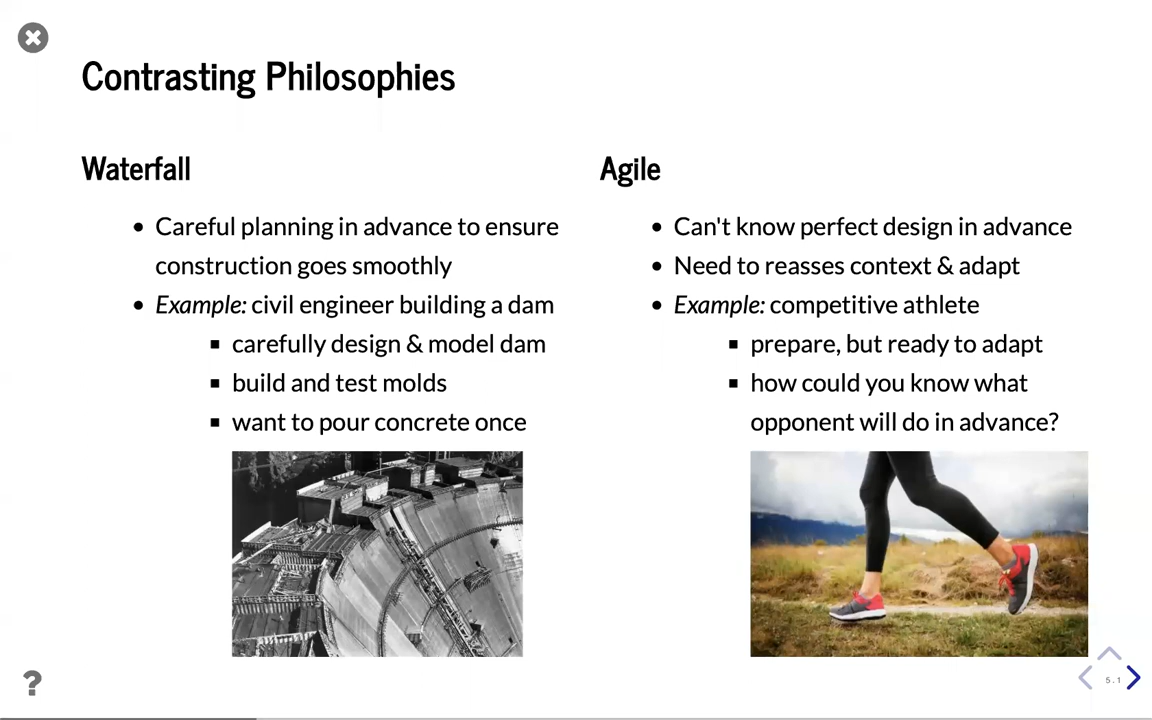 Contrasting Philosophies
Waterfall
• Careful planning in advance to ensure
construction goes smoothly
• Example: civil engineer building a dam
▪ carefully design & model dam
▪ build and test molds
▪ want to pour concrete once
Agile
• Can't know perfect design in advance
• Need to reasses context & adapt
• Example: competitive athlete
▪ prepare, but ready to adapt
▪ how could you know what
opponent will do in advance?
?
5.1